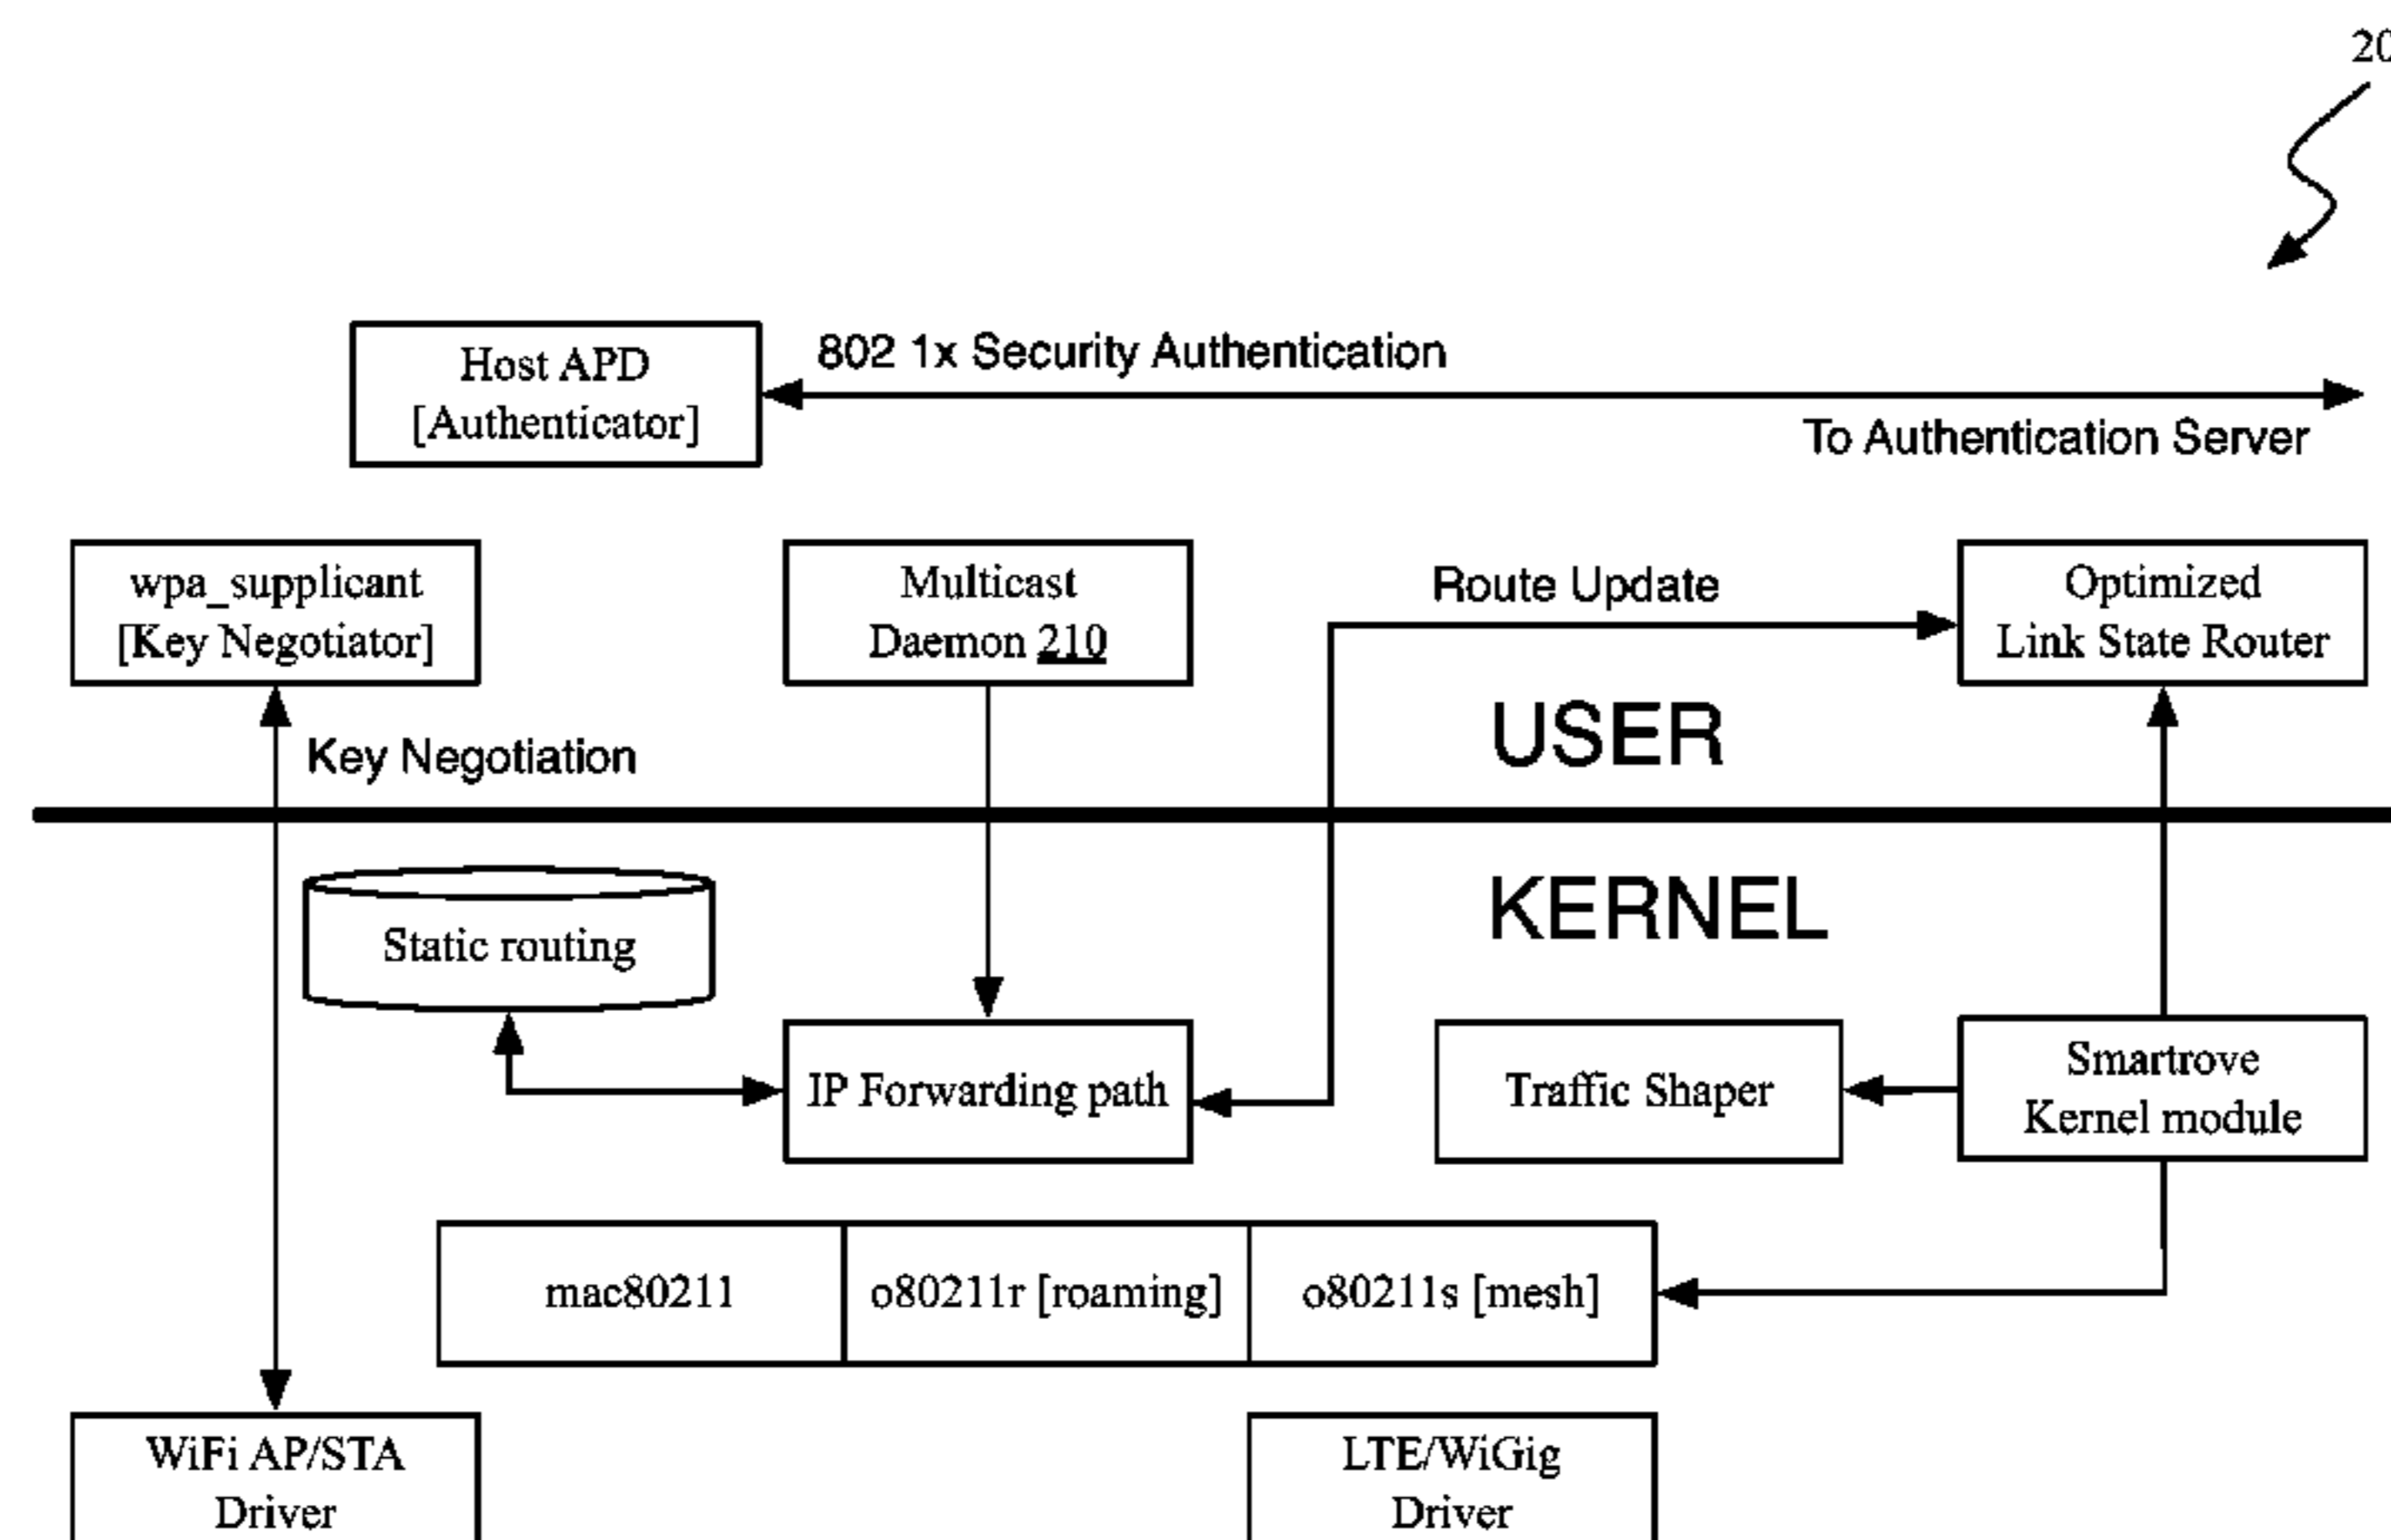 20
Host APD
[Authenticator]
802 1x Security Authentication
To Authentication Server
wpa_supplicant
[Key Negotiator]
Multicast
Daemon 210
Route Update
Optimized
Link State Router
Key Negotiation
USER
KERNEL
Static routing
IP Forwarding path
Traffic Shaper
Smartrove
Kernel module
mac80211
o80211r [roaming]
o80211s [mesh]
WiFi AP/STA
Driver
LTE/WiGig
Driver